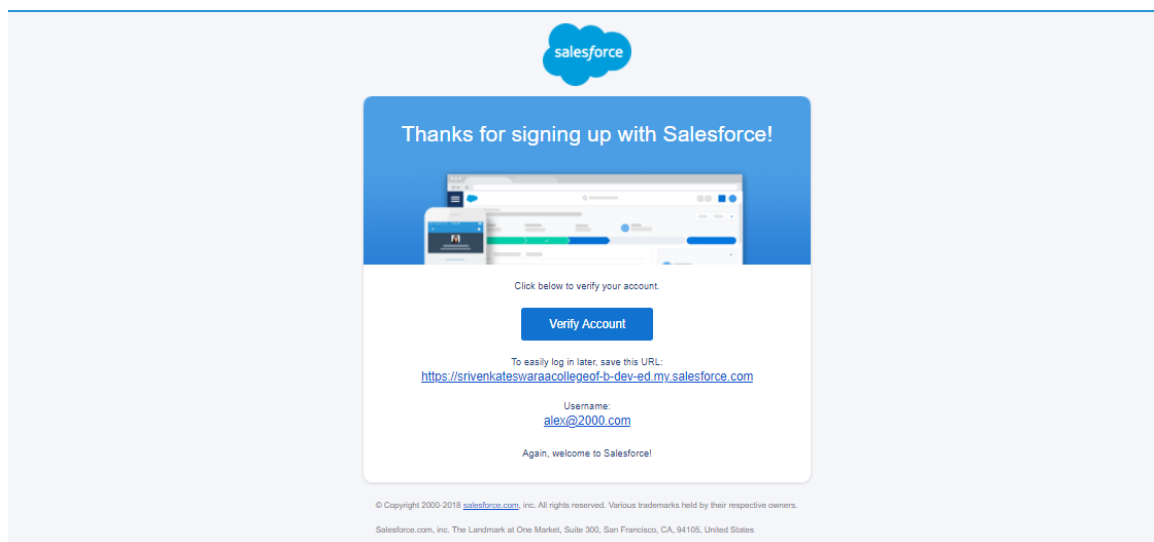 salesforce
Thanks for signing up with Salesforce!
Click below to verify your account.
Verify Account
To easily log in later, save this URL:
https://srivenkateswaraacollegeof-b-dev-ed.my.salesforce.com
Username:
alex@2000.com
Again, welcome to Salesforce!
© Copyright 2000-2018 salesforce.com, inc. All rights reserved. Various trademarks held by their respective owners.
Salesforce.com, inc. The Landmark at One Market, Suite 300, San Francisco, CA, 94105, United States